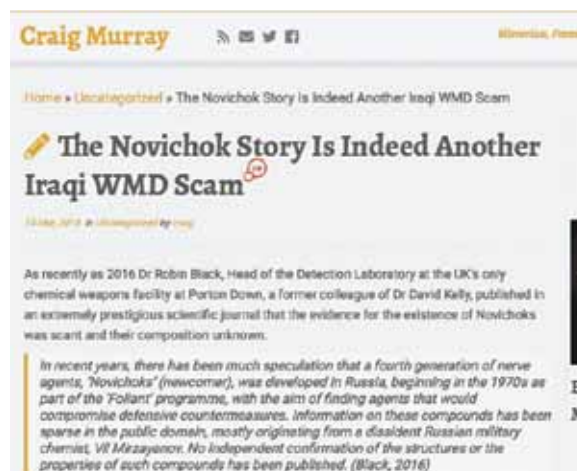 Craig Murray
Home » Uncategorized » The Novichok Story Is Indeed Another Iraqi WMD Scam
The Novichok Story Is Indeed Another
Iraqi WMD Scam
in Uncategorized by craig
As recently as 2016 Dr Robin Black, Head of the Detection Laboratory at the UK's only
chemical weapons facility at Porton Down, a former colleague of Dr David Kelly, published in
an extremely prestigious scientific journal that the evidence for the existence of Novichoks
was scant and their composition unknown.
In recent years, there has been much speculation that a fourth generation of nerve
agents, 'Novichoks' (newcomer), was developed in Russia, beginning in the 1970s as
part of the 'Foliant' programme, with the aim of finding agents that would
compromise defensive countermeasures. Information on these compounds has been
sparse in the public domain, mostly originating from a dissident Russian military
chemist, Vil Mirzayanov. No independent confirmation of the structures or the
properties of such compounds has been published. (Black, 2016)